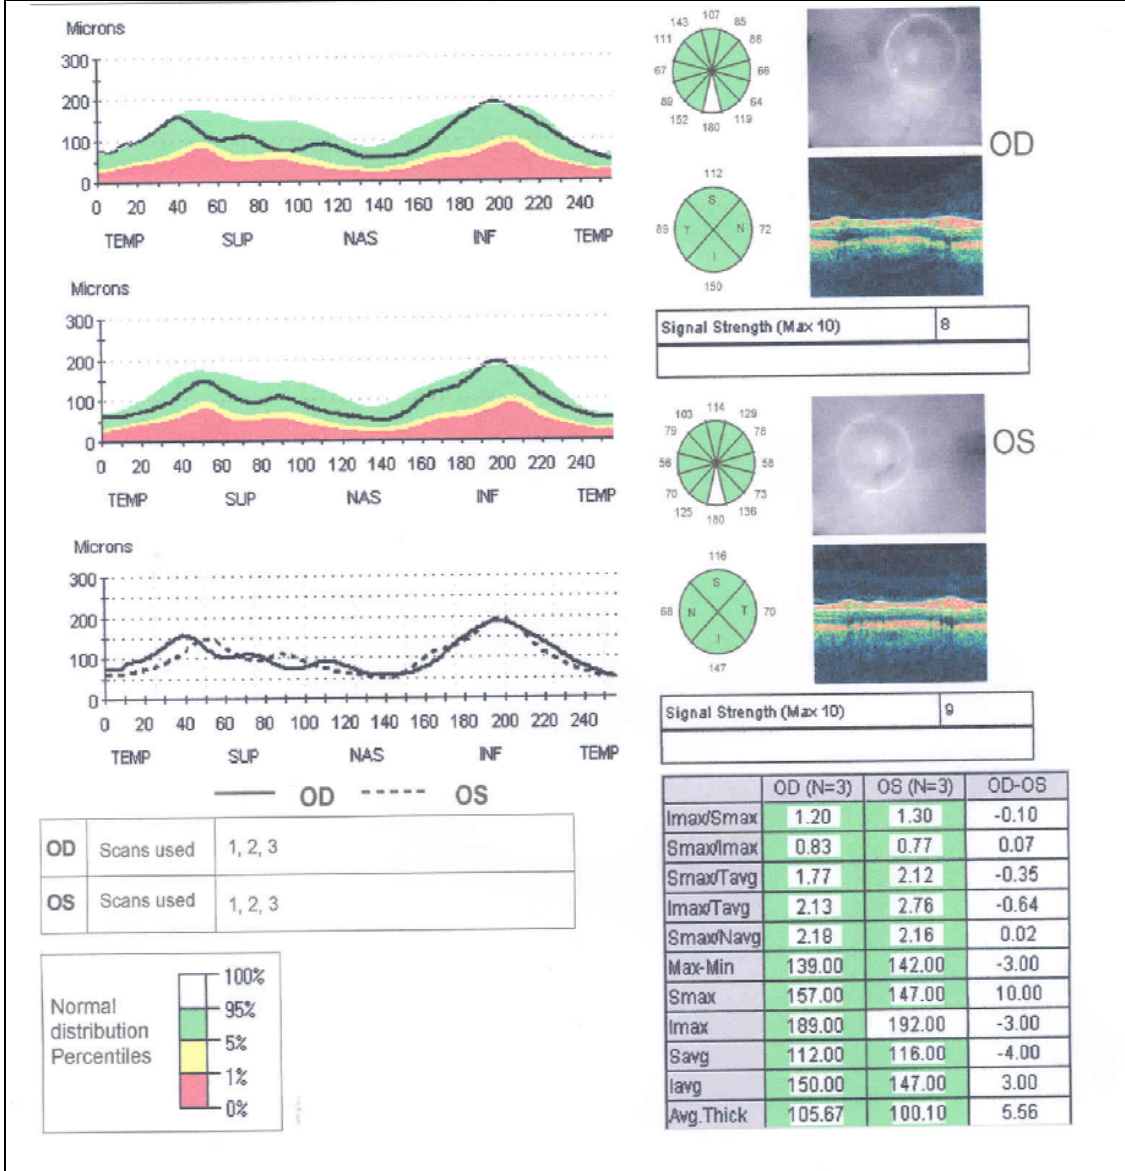 Microns
300
200
100
0
0 20 40 60 80 100 120 140 160 180 200 220 240
TEMP SUP NAS INF TEMP
107
143 85
111 88
67 66
89 64
152 119
180
OD
112
S
89 T N 72
I
150
Signal Strength (Max 10) 8
Microns
300
200
100
0
0 20 40 60 80 100 120 140 160 180 200 220 240
TEMP SUP NAS INF TEMP
114
103 129
79 78
56 58
70 73
125 136
180
OS
116
S
68 N T 70
I
147
Signal Strength (Max 10) 9
Microns
300
200
100
0
0 20 40 60 80 100 120 140 160 180 200 220 240
TEMP SUP NAS INF TEMP
OD OS
OD Scans used 1, 2, 3
OS Scans used 1, 2, 3
Normal distribution Percentiles
100%
95%
5%
1%
0%
OD (N=3) OS (N=3) OD-OS
Imax/Smax 1.20 1.30 -0.10
Smax/Imax 0.83 0.77 0.07
Smax/Tavg 1.77 2.12 -0.35
Imax/Tavg 2.13 2.76 -0.64
Smax/Navg 2.18 2.16 0.02
Max-Min 139.00 142.00 -3.00
Smax 157.00 147.00 10.00
Imax 189.00 192.00 -3.00
Savg 112.00 116.00 -4.00
Iavg 150.00 147.00 3.00
Avg.Thick 105.67 100.10 5.56